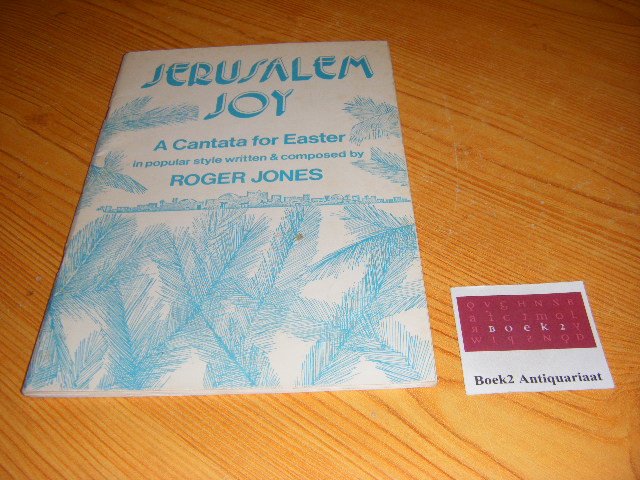 JERUSALEM
JOY
A Cantata for Easter
in popular style written & composed by
ROGER JONES
BOEK2
Boek2 Antiquariaat